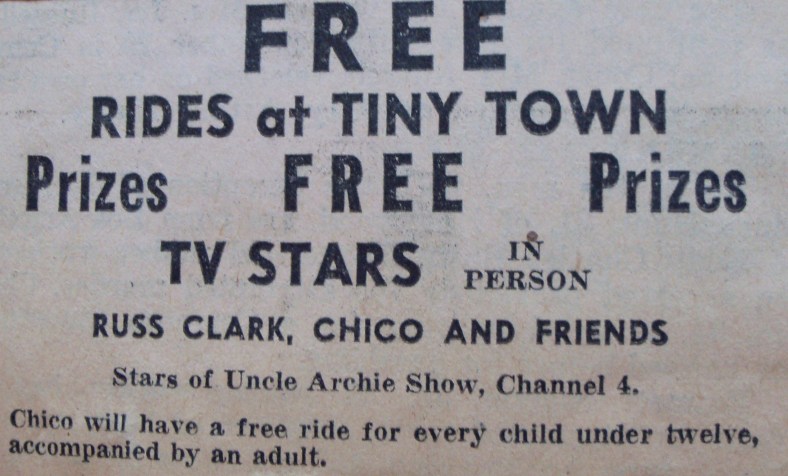 FREE
RIDES at TINY TOWN
Prizes FREE Prizes
TV STARS IN PERSON
RUSS CLARK, CHICO AND FRIENDS
Stars of Uncle Archie Show, Channel 4.
Chico will have a free ride for every child under twelve,
accompanied by an adult.